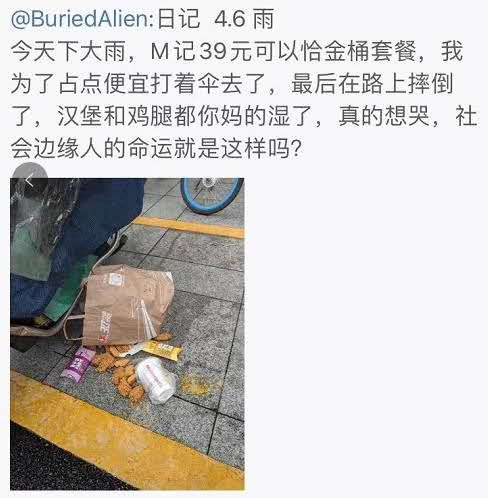 @BuriedAlien:日记 4.6 雨
今天下大雨，M记39元可以恰金桶套餐，我
为了占点便宜打着伞去了，最后在路上摔倒
了，汉堡和鸡腿都你妈的湿了，真的想哭，社
会边缘人的命运就是这样吗?